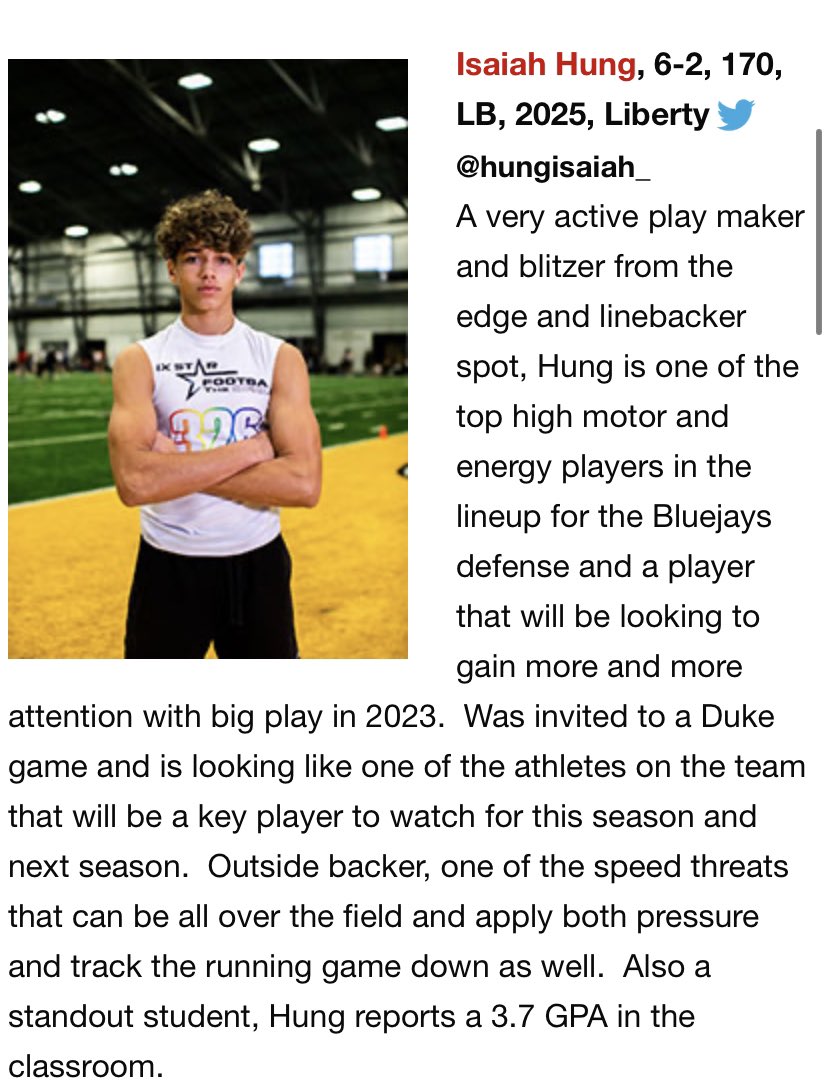 Isaiah Hung, 6-2, 170,
LB, 2025, Liberty
@hungisaiah_
A very active play maker
and blitzer from the
edge and linebacker
spot, Hung is one of the
top high motor and
energy players in the
lineup for the Bluejays
defense and a player
that will be looking to
gain more and more
attention with big play in 2023.  Was invited to a Duke
game and is looking like one of the athletes on the team
that will be a key player to watch for this season and
next season.  Outside backer, one of the speed threats
that can be all over the field and apply both pressure
and track the running game down as well.  Also a
standout student, Hung reports a 3.7 GPA in the
classroom.
IX STAR
FOOTBA
THE
326